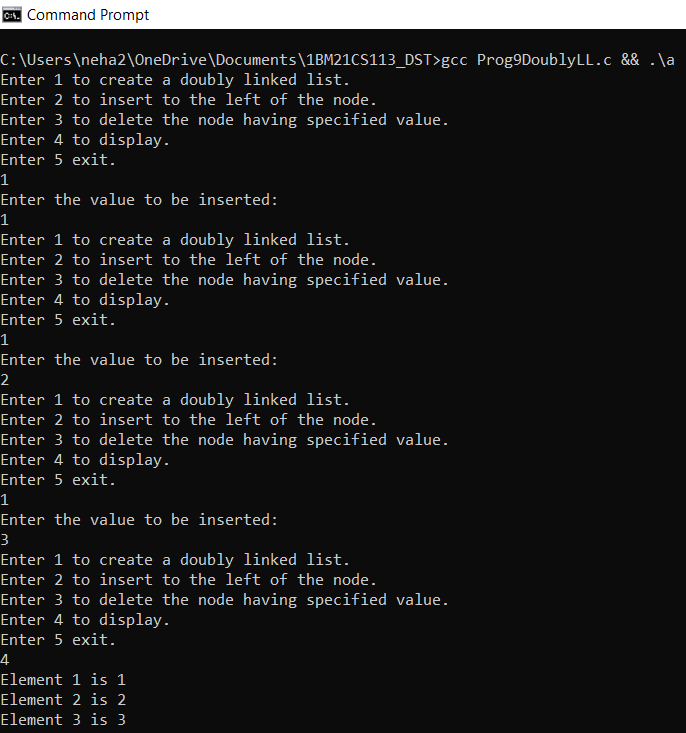 Command Prompt
C:\Users\neha2\OneDrive\Documents\1BM21CS113_DST>gcc Prog9DoublyLL.c && .\a
Enter 1 to create a doubly linked list.
Enter 2 to insert to the left of the node.
Enter 3 to delete the node having specified value.
Enter 4 to display.
Enter 5 exit.
1
Enter the value to be inserted:
1
Enter 1 to create a doubly linked list.
Enter 2 to insert to the left of the node.
Enter 3 to delete the node having specified value.
Enter 4 to display.
Enter 5 exit.
1
Enter the value to be inserted:
2
Enter 1 to create a doubly linked list.
Enter 2 to insert to the left of the node.
Enter 3 to delete the node having specified value.
Enter 4 to display.
Enter 5 exit.
1
Enter the value to be inserted:
3
Enter 1 to create a doubly linked list.
Enter 2 to insert to the left of the node.
Enter 3 to delete the node having specified value.
Enter 4 to display.
Enter 5 exit.
4
Element 1 is 1
Element 2 is 2
Element 3 is 3